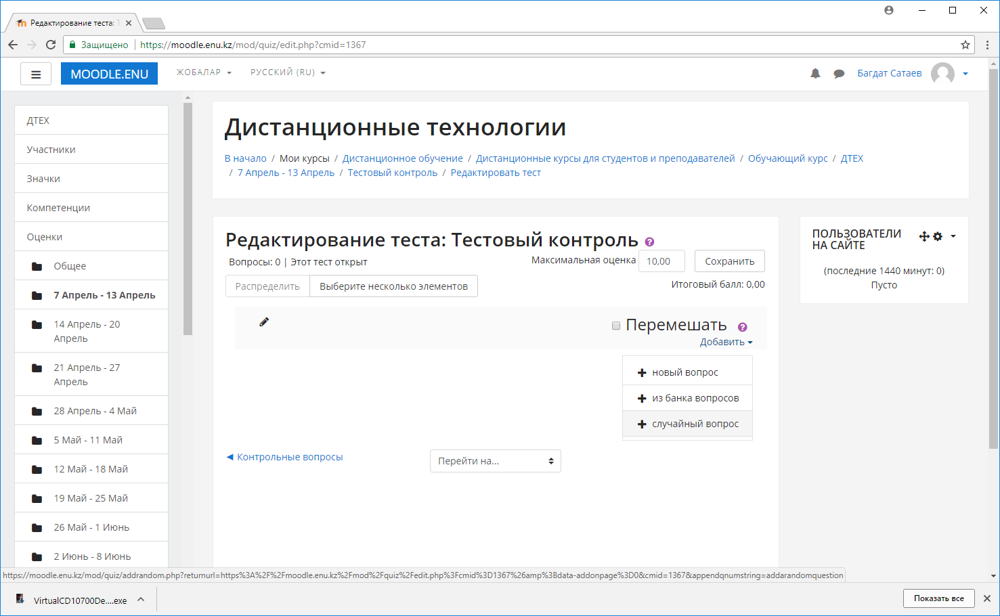 Редактирование теста: Т
Защищено
https://moodle.enu.kz/mod/quiz/edit.php?cmid=1367
MOODLE.ENU
ЖОБАЛАР
РУССКИЙ (RU)
Багдат Сатаев
ДТЕХ
Участники
Значки
Компетенции
Оценки
Общее
7 Апрель - 13 Апрель
14 Апрель - 20
Апрель
21 Апрель - 27
Апрель
28 Апрель - 4 Май
5 Май - 11 Май
12 Май - 18 Май
19 Май - 25 Май
26 Май - 1 Июнь
2 Июнь - 8 Июнь
Дистанционные технологии
В начало / Мои курсы / Дистанционное обучение / Дистанционные курсы для студентов и преподавателей / Обучающий курс / ДТЕХ
/ 7 Апрель - 13 Апрель / Тестовый контроль / Редактировать тест
Редактирование теста: Тестовый контроль
Вопросы: 0 | Этот тест открыт
Максимальная оценка 10,00 Сохранить
Распределить Выберите несколько элементов
Итоговый балл: 0,00
Перемешать
Добавить
новый вопрос
из банка вопросов
случайный вопрос
◄ Контрольные вопросы
Перейти на...
ПОЛЬЗОВАТЕЛИ
НА САЙТЕ
(последние 1440 минут: 0)
Пусто
https://moodle.enu.kz/mod/quiz/addrandom.php?returnurl=https%3A%2F%2Fmoodle.enu.kz%2Fmod%2Fquiz%2Fedit.php%3Fcmid%3D1367%26amp%3Bdata-addonpage%3D0&cmid=1367&appendqnumstring=addarandomquestion
VirtualCD10700De....exe
Показать все